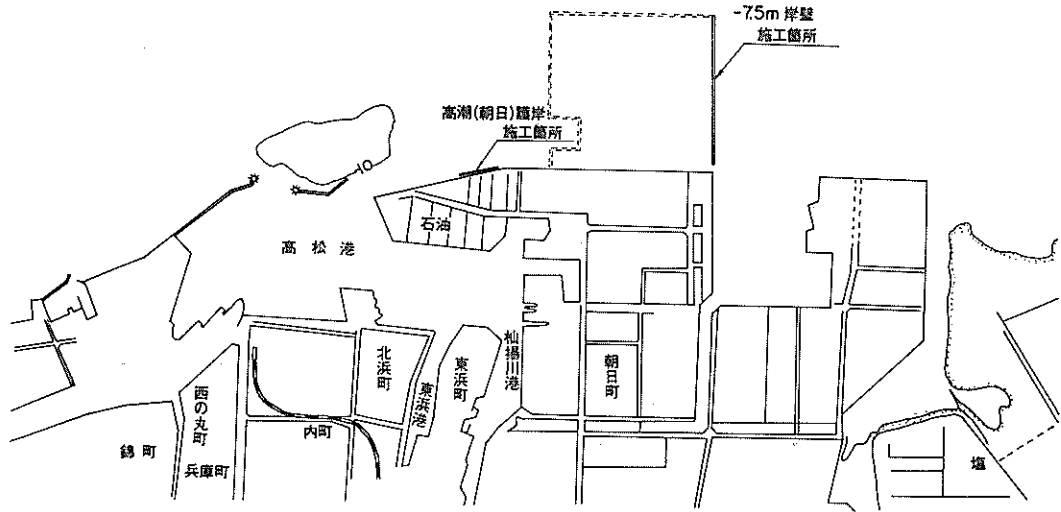 -7.5m 岸壁
施工箇所
高潮(朝日)護岸
施工箇所
-10
石油
高松港
杣場川港
北浜町
東浜港
東浜町
朝日町
西の丸町
内町
錦町
兵庫町
塩